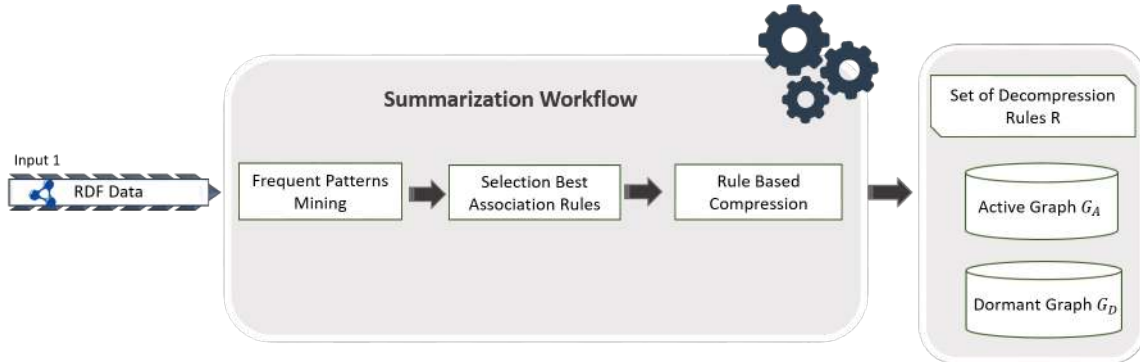 Summarization Workflow
Input 1
RDF Data
Frequent Patterns
Mining
Selection Best
Association Rules
Rule Based
Compression
Set of Decompression
Rules R
Active Graph G_A
Dormant Graph G_D